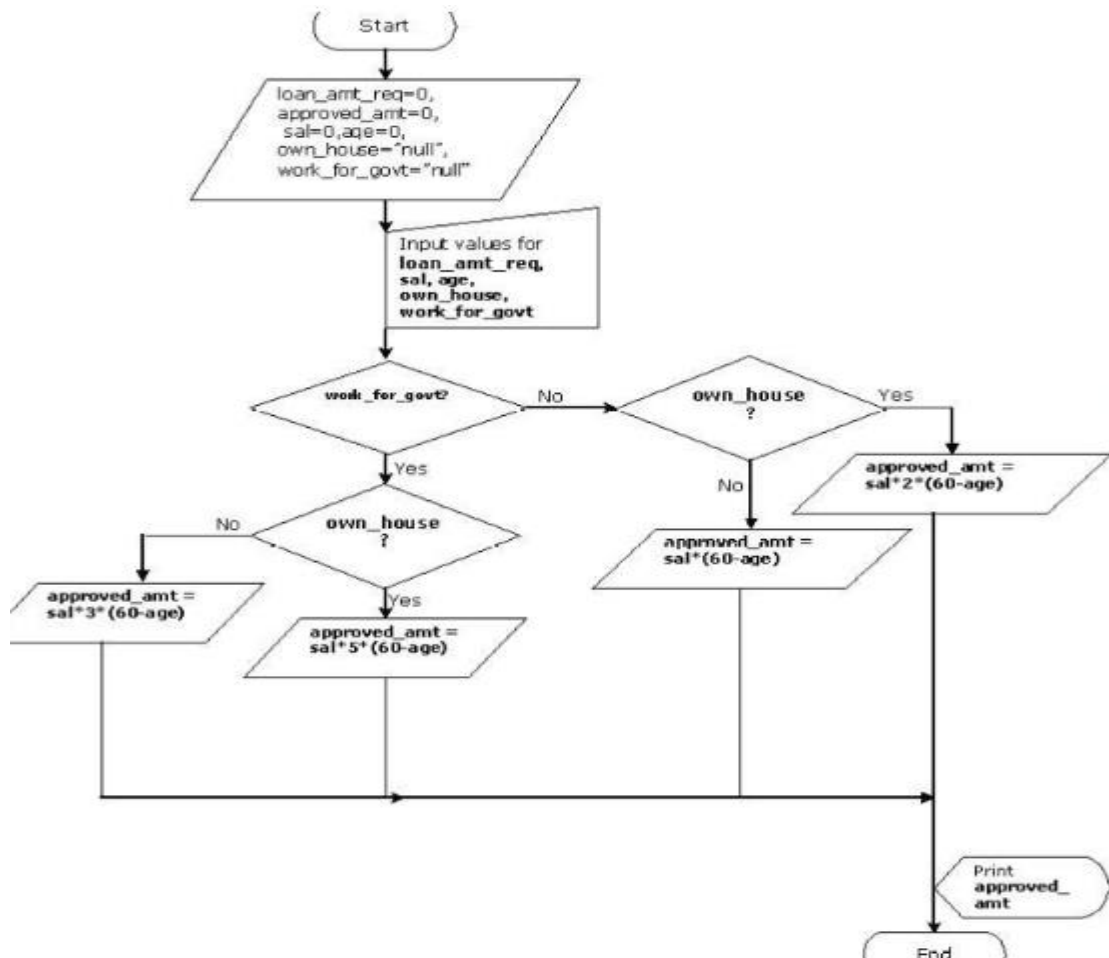 Start
loan_amt_req=0,
approved_amt=0,
sal=0,age=0,
own_house="null",
work_for_govt="null"
Input values for
loan_amt_req,
sal, age,
own_house,
work_for_govt
work_for_govt?
No
own_house
?
Yes
approved_amt =
sal*2*(60-age)
No
approved_amt =
sal*(60-age)
Yes
own_house
?
No
approved_amt =
sal*3*(60-age)
Yes
approved_amt =
sal*5*(60-age)
Print
approved_
amt
End